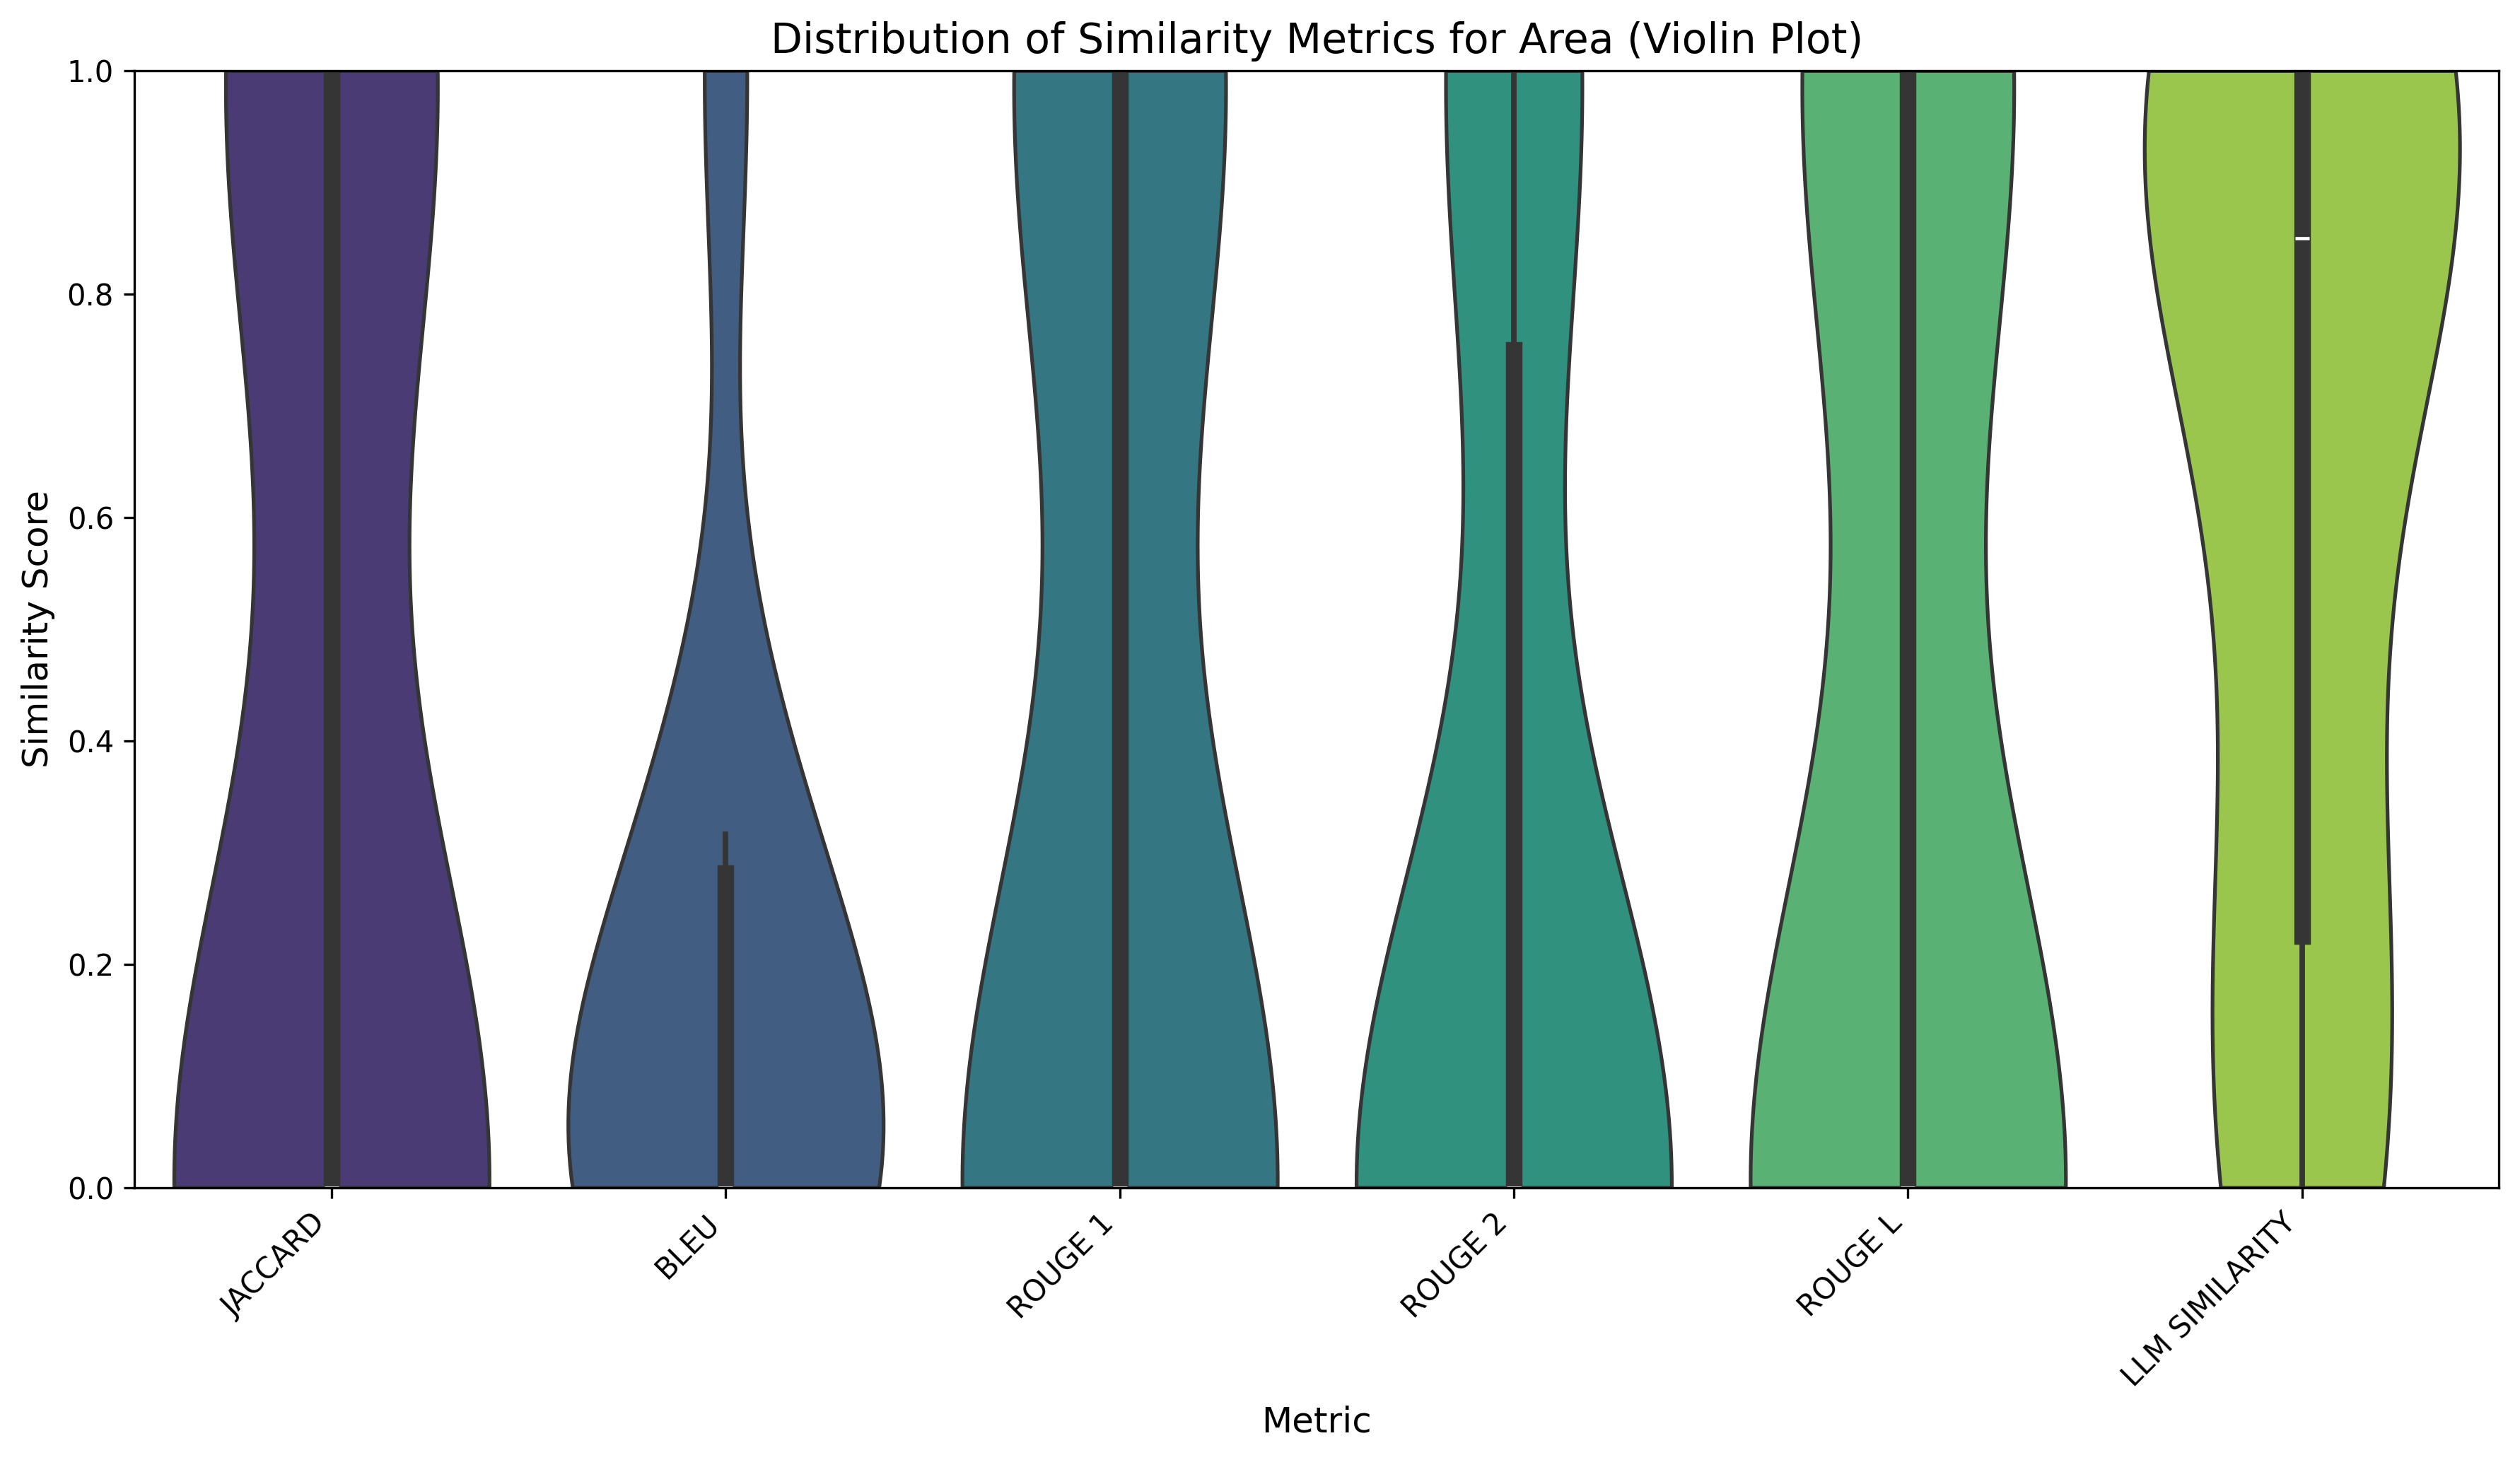 Distribution of Similarity Metrics for Area (Violin Plot)
1.0
0.8
0.6
0.4
0.2
0.0
Similarity Score
JACCARD
BLEU
ROUGE 1
ROUGE 2
ROUGE L
LLM SIMILARITY
Metric